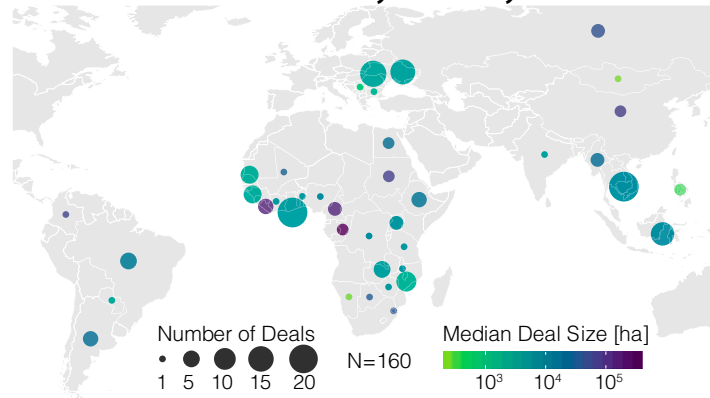 Number of Deals
1 5 10 15 20
N=160
Median Deal Size [ha]
10³ 10⁴ 10⁵